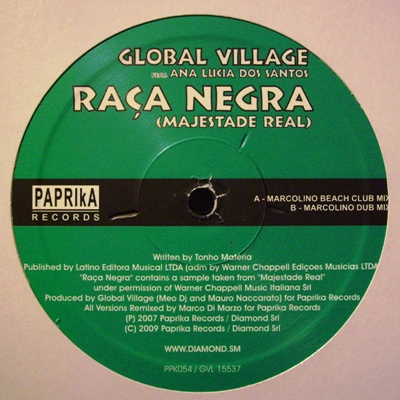 GLOBAL VILLAGE
FEAT. ANA LUCIA DOS SANTOS
RAÇA NEGRA
(MAJESTADE REAL)
PAPRIkA
RECORDS
A - MARCOLINO BEACH CLUB MIX
B - MARCOLINO DUB MIX
Written by Tonho Materia
Published by Latino Editora Musical LTDA (adm by Warner Chappell Ediçoes Musicias LTDA
"Raça Negra" contains a sample taken from "Majestade Real"
under permission of Warner Chappell Music Italiana Srl
Produced by Global Village (Meo Dj and Mauro Naccarato) for Paprika Records
All Versions Remixed by Marco Di Marzo for Paprika Records
(P) 2007 Paprika Records / Diamond Srl
(C) 2009 Paprika Records / Diamond Srl
WWW.DIAMOND.SM
PPK054 / GVL 15537